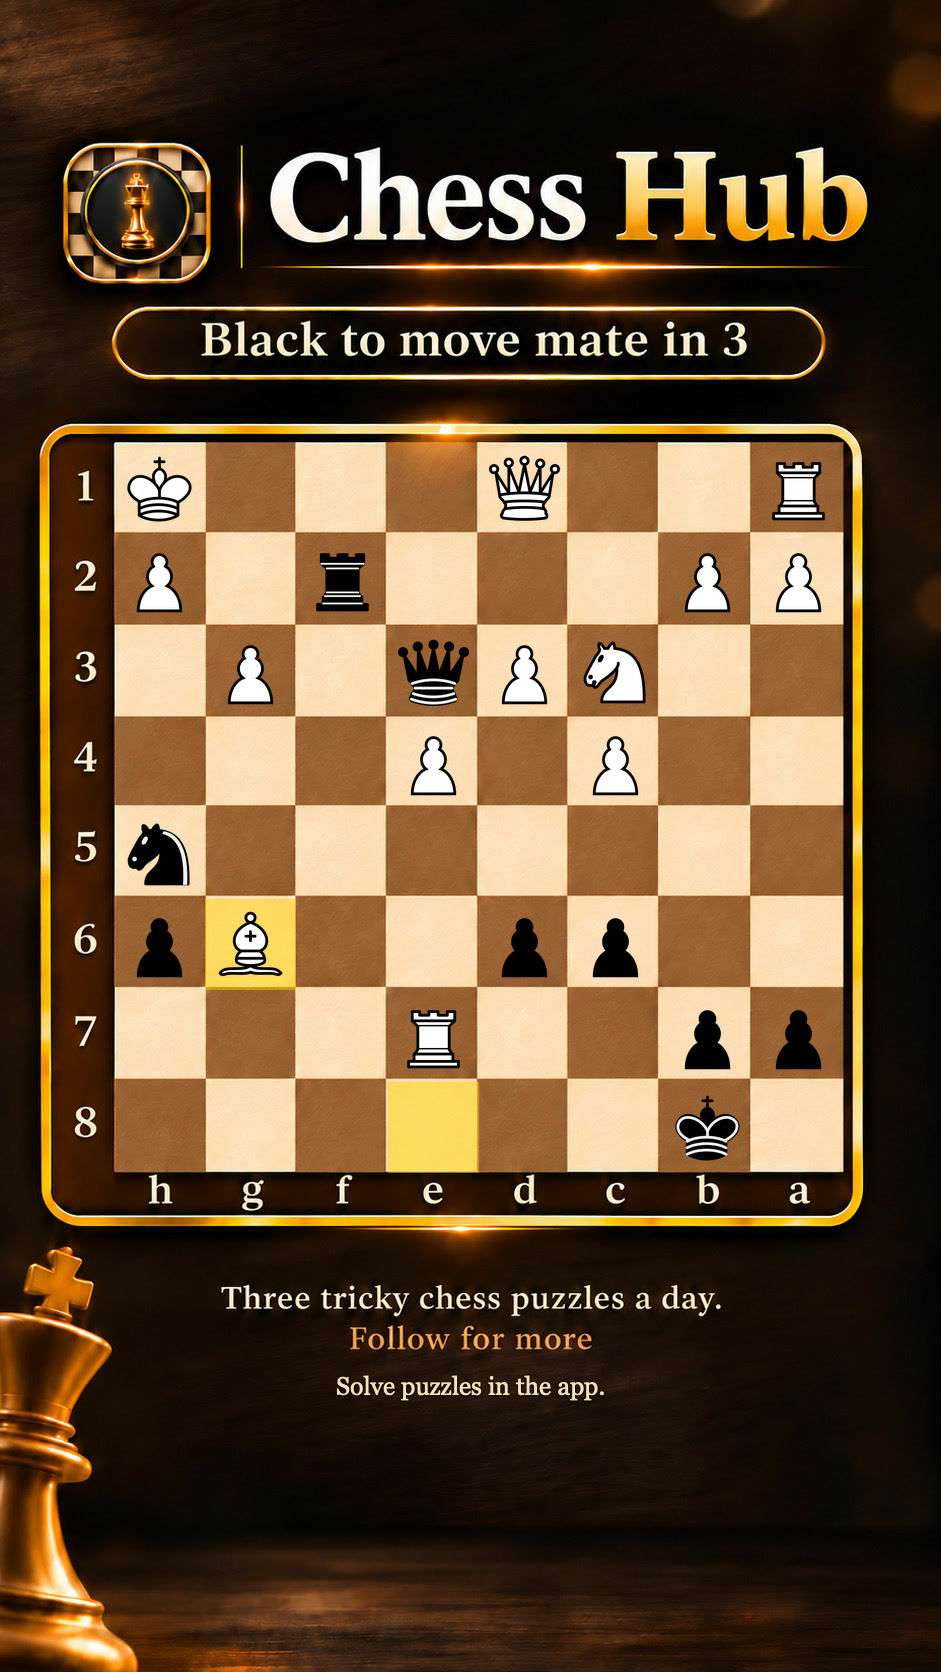 Chess Hub
Black to move mate in 3
1
2
3
4
5
6
7
8
h g f e d c b a
Three tricky chess puzzles a day.
Follow for more
Solve puzzles in the app.